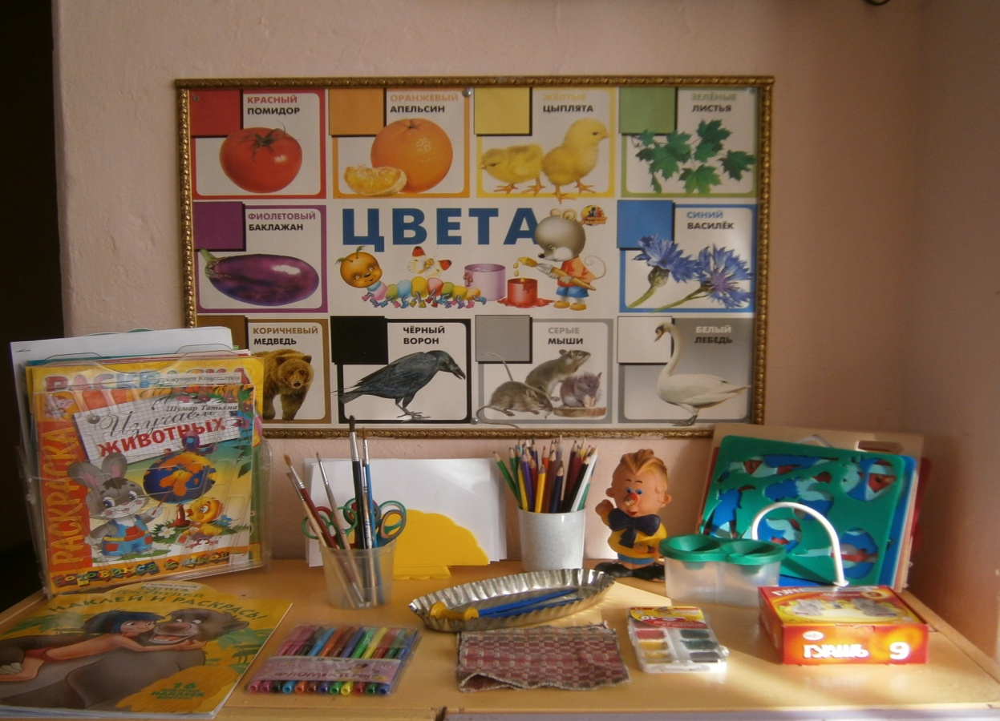 КРАСНЫЙ
ПОМИДОР
ОРАНЖЕВЫЙ
АПЕЛЬСИН
ЖЁЛТЫЕ
ЦЫПЛЯТА
ЗЕЛЁНЫЕ
ЛИСТЬЯ
ФИОЛЕТОВЫЙ
БАКЛАЖАН
ЦВЕТА
СИНИЙ
ВАСИЛЁК
КОРИЧНЕВЫЙ
МЕДВЕДЬ
ЧЁРНЫЙ
ВОРОН
СЕРЫЕ
МЫШИ
БЕЛЫЙ
ЛЕБЕДЬ
РАСКРАСКА
Шумар Татьяна
Изучаем
ЖИВОТНЫХ
РАСКРАСКА
НАКЛЕЙ И РАСКРАСЬ!
ГУАШЬ 9